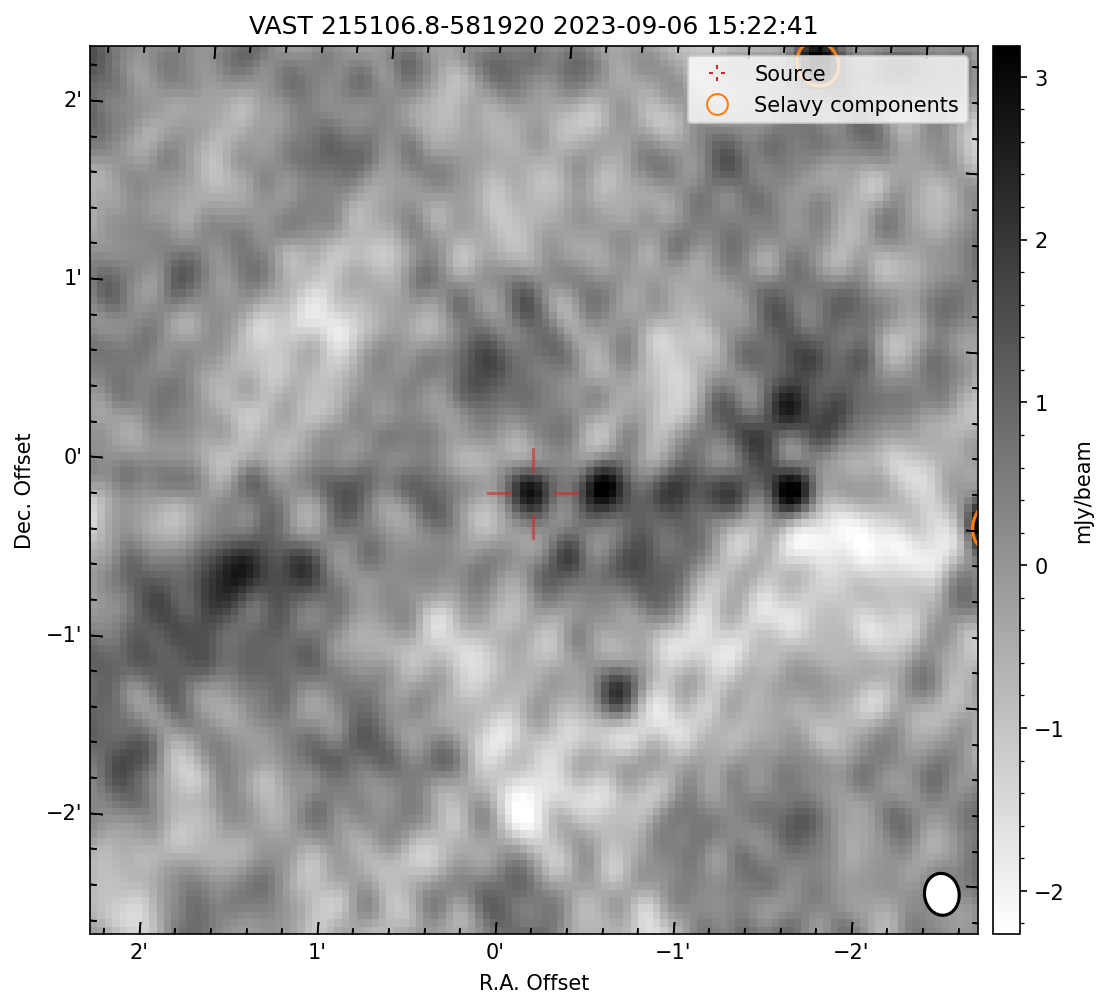 VAST 215106.8-581920 2023-09-06 15:22:41
Source
Selavy components
2'
1'
0'
−1'
−2'
Dec. Offset
2'
1'
0'
−1'
−2'
R.A. Offset
3
2
1
0
−1
−2
mJy/beam